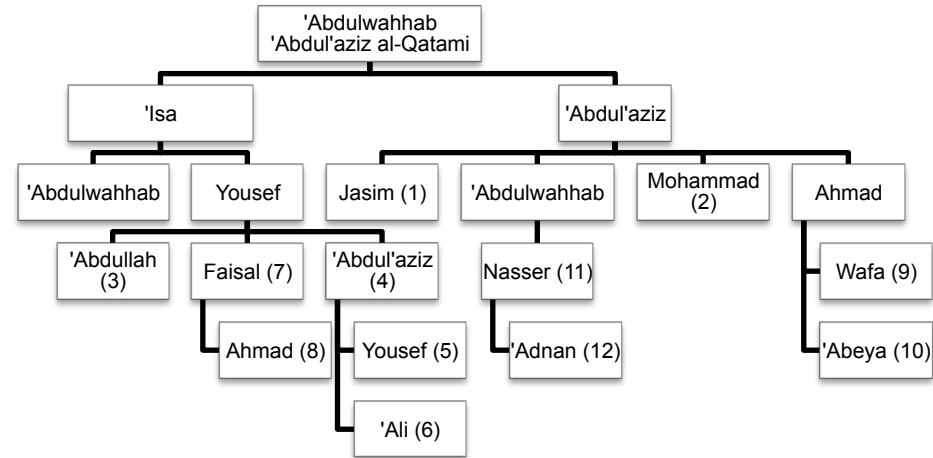 'Abdulwahhab
'Abdul'aziz al-Qatami
'Isa
'Abdul'aziz
'Abdulwahhab
Yousef
Jasim (1)
'Abdulwahhab
Mohammad
(2)
Ahmad
'Abdullah
(3)
Faisal (7)
'Abdul'aziz
(4)
Nasser (11)
Wafa (9)
Ahmad (8)
Yousef (5)
'Adnan (12)
'Abeya (10)
'Ali (6)